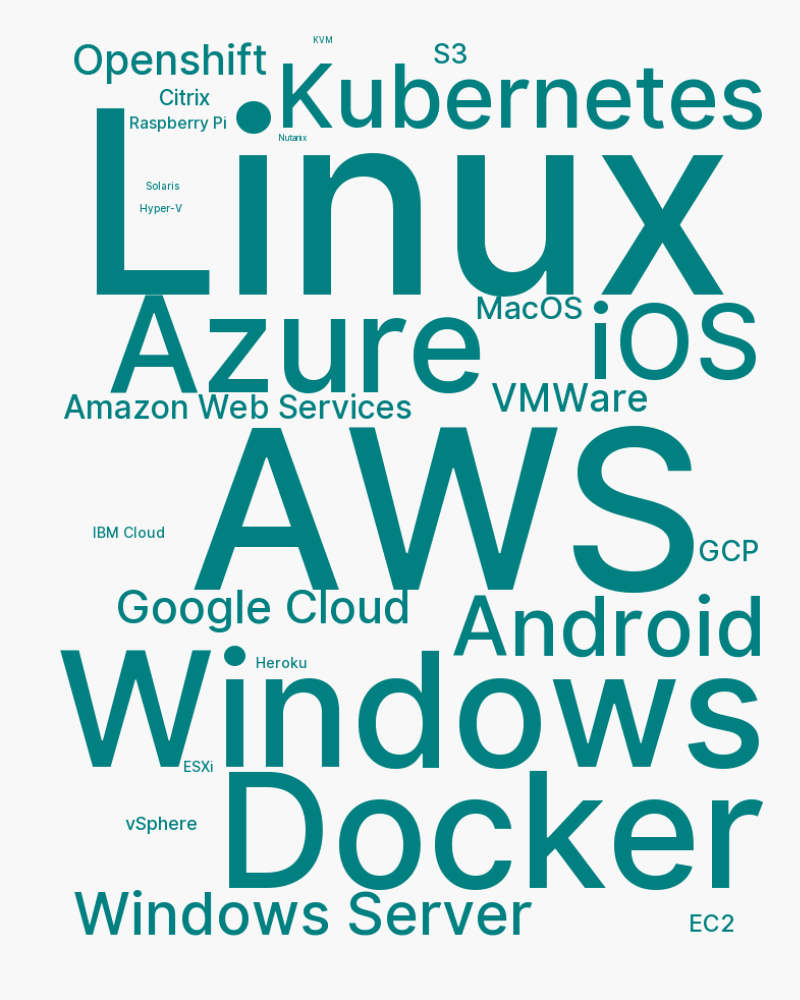 KVM
Openshift
S3
Kubernetes
Citrix
Raspberry Pi
Nutanix
Linux
Solaris
Hyper-V
Azure
MacOS
iOS
Amazon Web Services
VMWare
AWS
IBM Cloud
GCP
Google Cloud
Android
Windows
Heroku
ESXi
Docker
vSphere
Windows Server
EC2